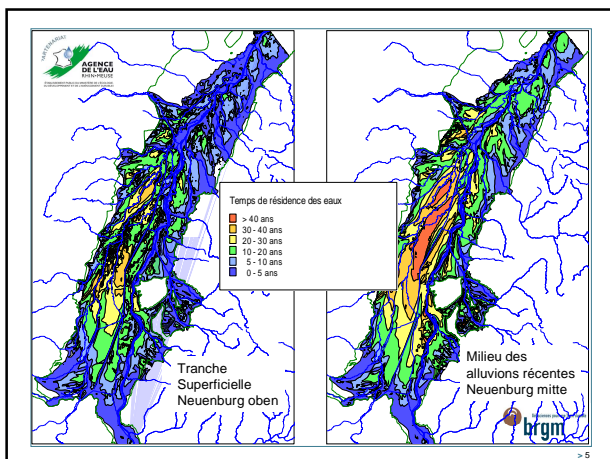 PARTENARIAT
AGENCE
DE L'EAU
RHIN-MEUSE
Temps de résidence des eaux
> 40 ans
30 - 40 ans
20 - 30 ans
10 - 20 ans
5 - 10 ans
0 - 5 ans
Tranche
Superficielle
Neuenburg oben
Milieu des
alluvions récentes
Neuenburg mitte
brgm
> 5